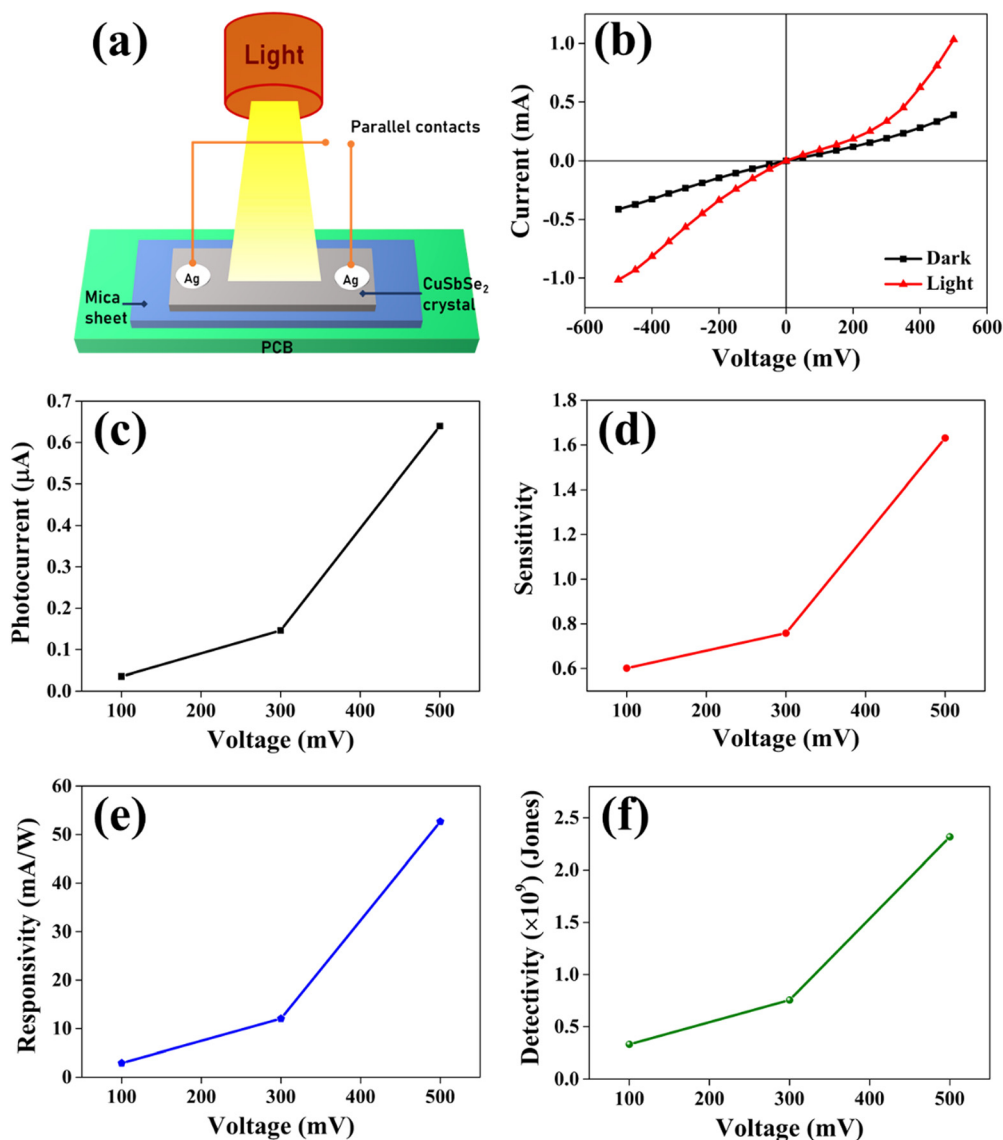 (a)
Light
Parallel contacts
Ag
Ag
Mica
sheet
CuSbSe₂
crystal
PCB
(b)
Current (mA)
1.0
0.5
0.0
-0.5
-1.0
Dark
Light
-600 -400 -200 0 200 400 600
Voltage (mV)
(c)
Photocurrent (μA)
0.7
0.6
0.5
0.4
0.3
0.2
0.1
0.0
100 200 300 400 500
Voltage (mV)
(d)
Sensitivity
1.8
1.6
1.4
1.2
1.0
0.8
0.6
100 200 300 400 500
Voltage (mV)
(e)
Responsivity (mA/W)
60
50
40
30
20
10
0
100 200 300 400 500
Voltage (mV)
(f)
Detectivity (×10⁹) (Jones)
2.5
2.0
1.5
1.0
0.5
0.0
100 200 300 400 500
Voltage (mV)